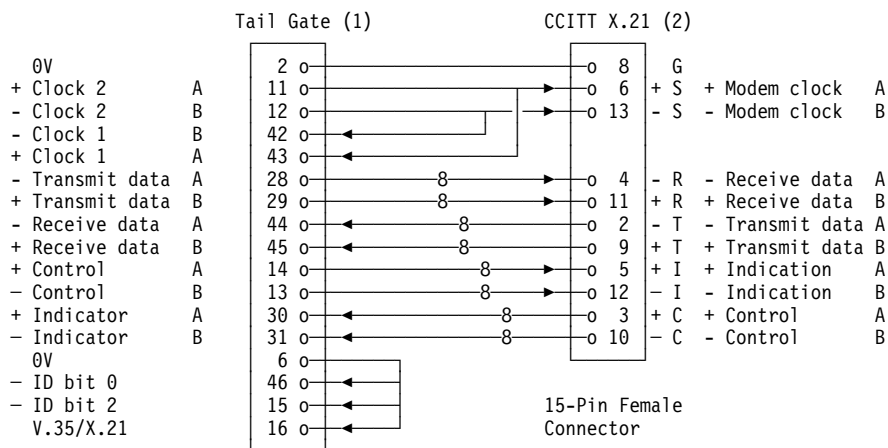 Tail Gate (1) CCITT X.21 (2)
0V 2 o o 8 G
+ Clock 2 A 11 o o 6 + S + Modem clock A
- Clock 2 B 12 o o 13 - S - Modem clock B
- Clock 1 B 42 o
+ Clock 1 A 43 o
- Transmit data A 28 o 8 o 4 - R - Receive data A
+ Transmit data B 29 o 8 o 11 + R + Receive data B
- Receive data A 44 o 8 o 2 - T - Transmit data A
+ Receive data B 45 o 8 o 9 + T + Transmit data B
+ Control A 14 o 8 o 5 + I + Indication A
— Control B 13 o 8 o 12 — I - Indication B
+ Indicator A 30 o 8 o 3 + C + Control A
— Indicator B 31 o 8 o 10 — C - Control B
0V 6 o
— ID bit 0 46 o
— ID bit 2 15 o 15-Pin Female
V.35/X.21 16 o Connector